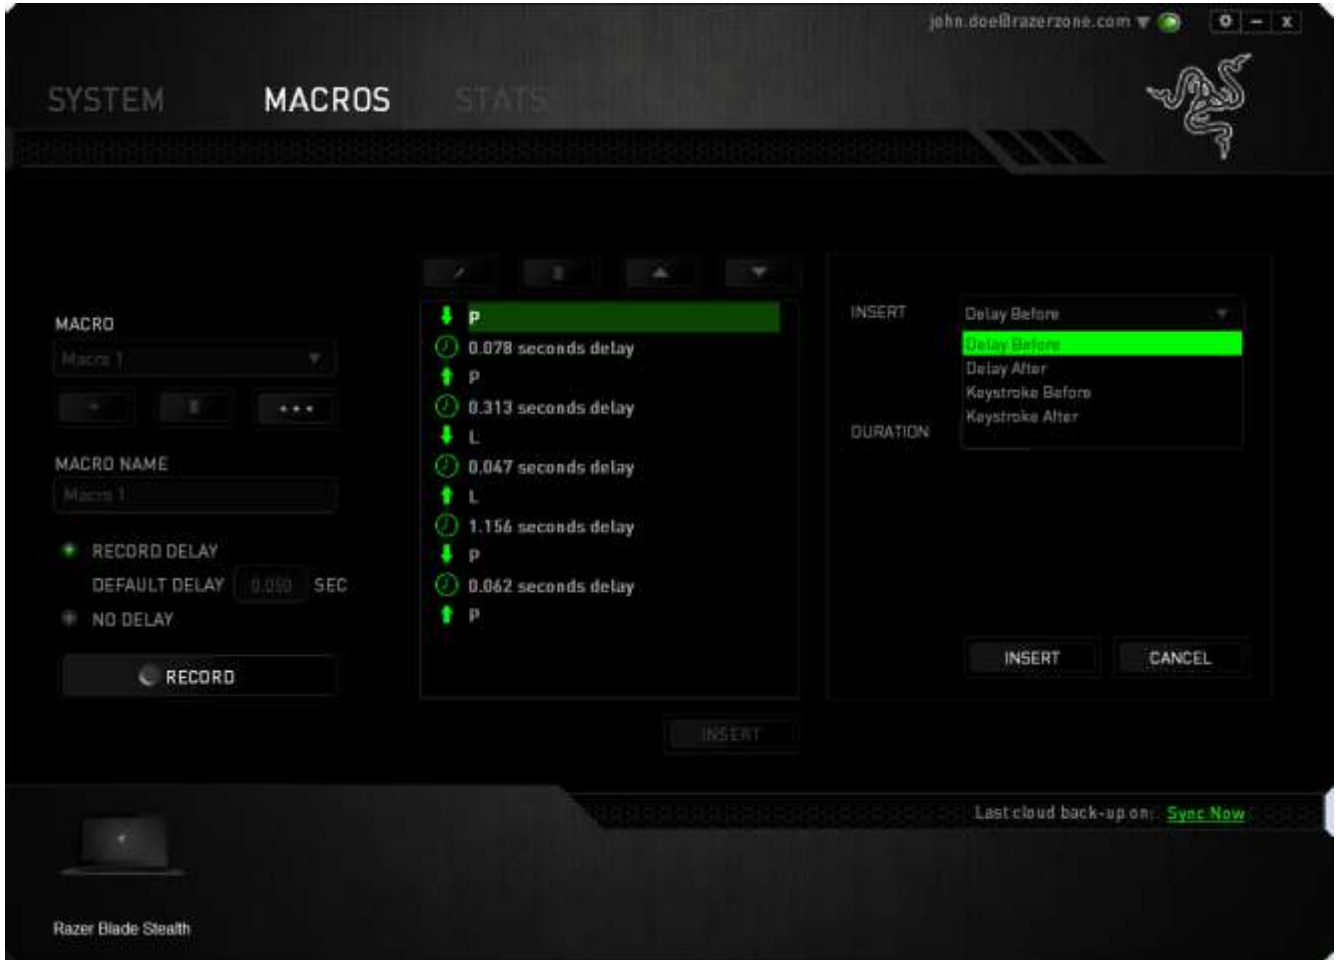 john.doe@razerzone.com
SYSTEM MACROS STATS
MACRO
Macro 1
MACRO NAME
Macro 1
RECORD DELAY
DEFAULT DELAY 0.050 SEC
NO DELAY
RECORD
P
0.078 seconds delay
P
0.313 seconds delay
L
0.047 seconds delay
L
1.156 seconds delay
P
0.062 seconds delay
P
INSERT
INSERT Delay Before
Delay Before
Delay After
Keystroke Before
Keystroke After
DURATION
INSERT CANCEL
Last cloud back-up on: Sync Now
Razer Blade Stealth